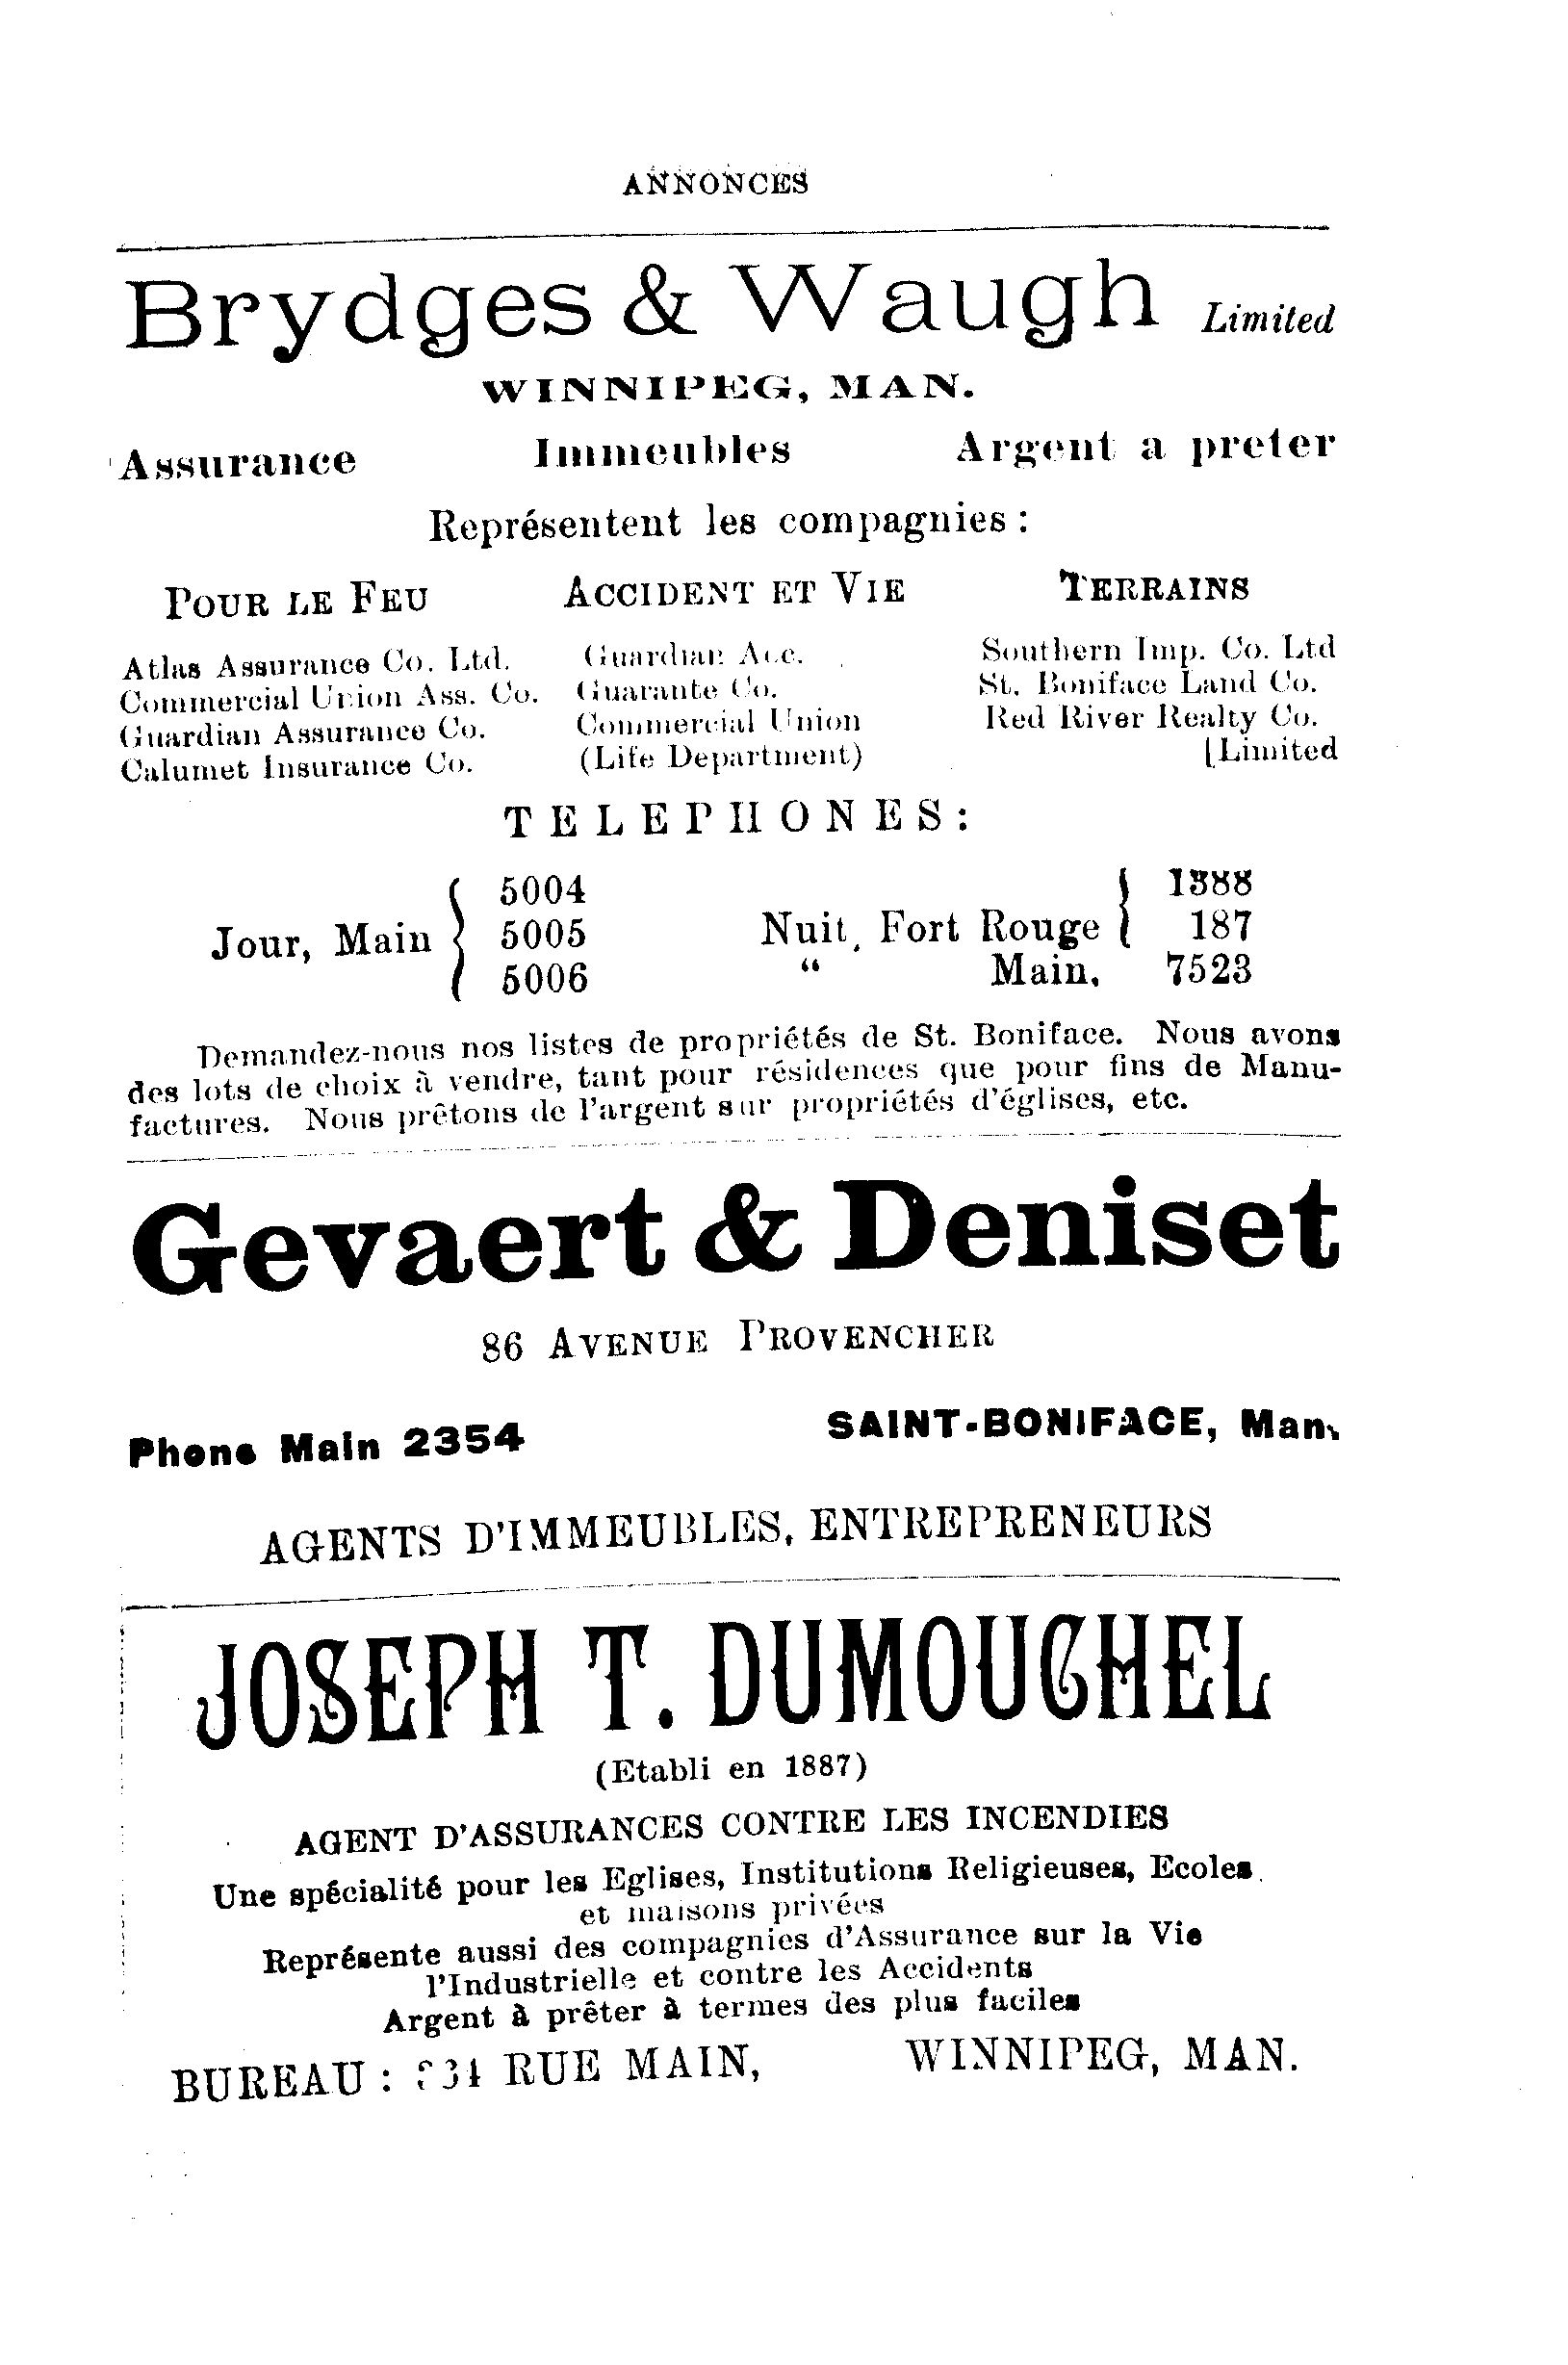 ANNONCES
Brydges & Waugh Limited
WINNIPEG, MAN.
Assurance Immeubles Argent a preter
Représentent les compagnies :
POUR LE FEU ACCIDENT ET VIE TERRAINS
Atlas Assurance Co. Ltd. Guardian Acc. Southern Imp. Co. Ltd
Commercial Union Ass. Co. Guarante Co. St. Boniface Land Co.
Guardian Assurance Co. Commercial Union Red River Realty Co.
Calumet Insurance Co. (Life Department) [Limited
TELEPHONES:
Jour, Main { 5004 5005 5006
Nuit, Fort Rouge { 1388 187
“ Main, 7523
Demandez-nous nos listes de propriétés de St. Boniface. Nous avons
des lots de choix à vendre, tant pour résidences que pour fins de Manu-
factures. Nous prêtons de l'argent sur propriétés d'églises, etc.
Gevaert & Deniset
86 AVENUE PROVENCHER
Phone Main 2354 SAINT-BONIFACE, Man.
AGENTS D'IMMEUBLES, ENTREPRENEURS
JOSEPH T. DUMOUCHEL
(Etabli en 1887)
AGENT D'ASSURANCES CONTRE LES INCENDIES
Une spécialité pour les Eglises, Institutions Religieuses, Ecoles
et maisons privées
Représente aussi des compagnies d'Assurance sur la Vie
l'Industrielle et contre les Accidents
Argent à prêter à termes des plus faciles
BUREAU : RUE MAIN, WINNIPEG, MAN.